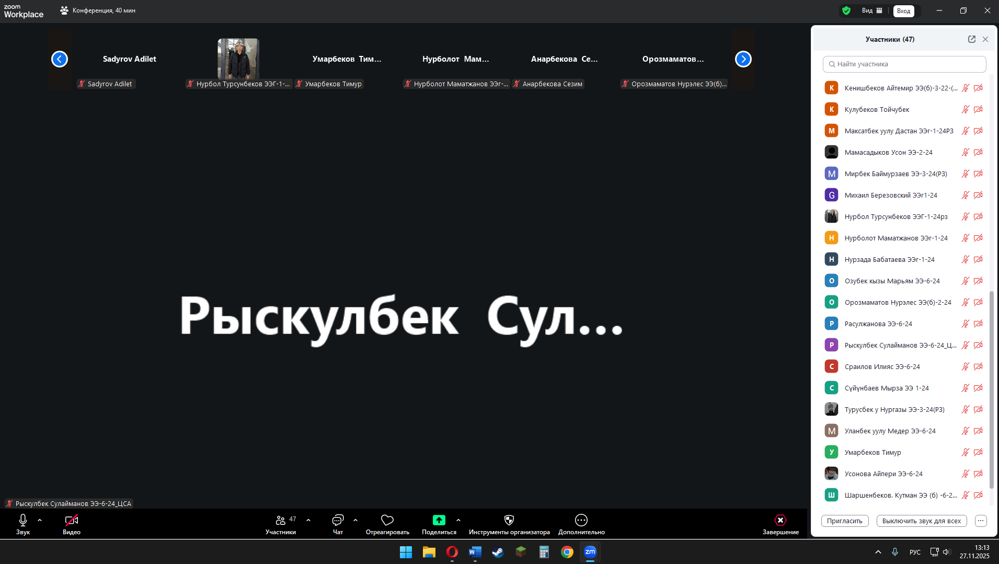 zoom
Workplace
Конференция, 40 мин
Вид
Вход
Sadyrov Adilet
Умарбеков Тим...
Нурболот Мам...
Анарбекова Се...
Орозмаматов...
Sadyrov Adilet
Нурбол Турсунбеков ЭЭГ-1-...
Умарбеков Тимур
Нурболот Маматжанов ЭЭг-...
Анарбекова Сезим
Орозмаматов Нурэлес ЭЭ(б)...
Рыскулбек Сул...
Рыскулбек Сулайманов ЭЭ-6-24_ЦСА
Участники (47)
Найти участника
К
Кенишбеков Айтемир ЭЭ(б)-3-22-(...
К
Кулубеков Тойчубек
М
Максатбек уулу Дастан ЭЭг-1-24РЗ
Мамасадыков Усон ЭЭ-2-24
М
Мирбек Баймурзаев ЭЭ-3-24(РЗ)
G
Михаил Березовский ЭЭг1-24
Нурбол Турсунбеков ЭЭГ-1-24рз
Н
Нурболот Маматжанов ЭЭг-1-24
Н
Нурзада Бабатаева ЭЭг-1-24
О
Озубек кызы Марьям ЭЭ-6-24
О
Орозмаматов Нурэлес ЭЭ(б)-2-24
Р
Расулжанова ЭЭ-6-24
Р
Рыскулбек Сулайманов ЭЭ-6-24_Ц...
С
Сраилов Илияс ЭЭ-6-24
С
Сүйүнбаев Мырза ЭЭ 1-24
Турусбек у Нургазы ЭЭ-3-24(РЗ)
М
Уланбек уулу Медер ЭЭ-6-24
У
Умарбеков Тимур
Усонова Айпери ЭЭ-6-24
Ш
Шаршенбеков. Кутман ЭЭ (б) -6-2...
Пригласить
Выключить звук для всех
...
Звук
Видео
47
Участники
Чат
Отреагировать
Поделиться
Инструменты организатора
Дополнительно
Завершение
W
zm
РУС
13:13
27.11.2025